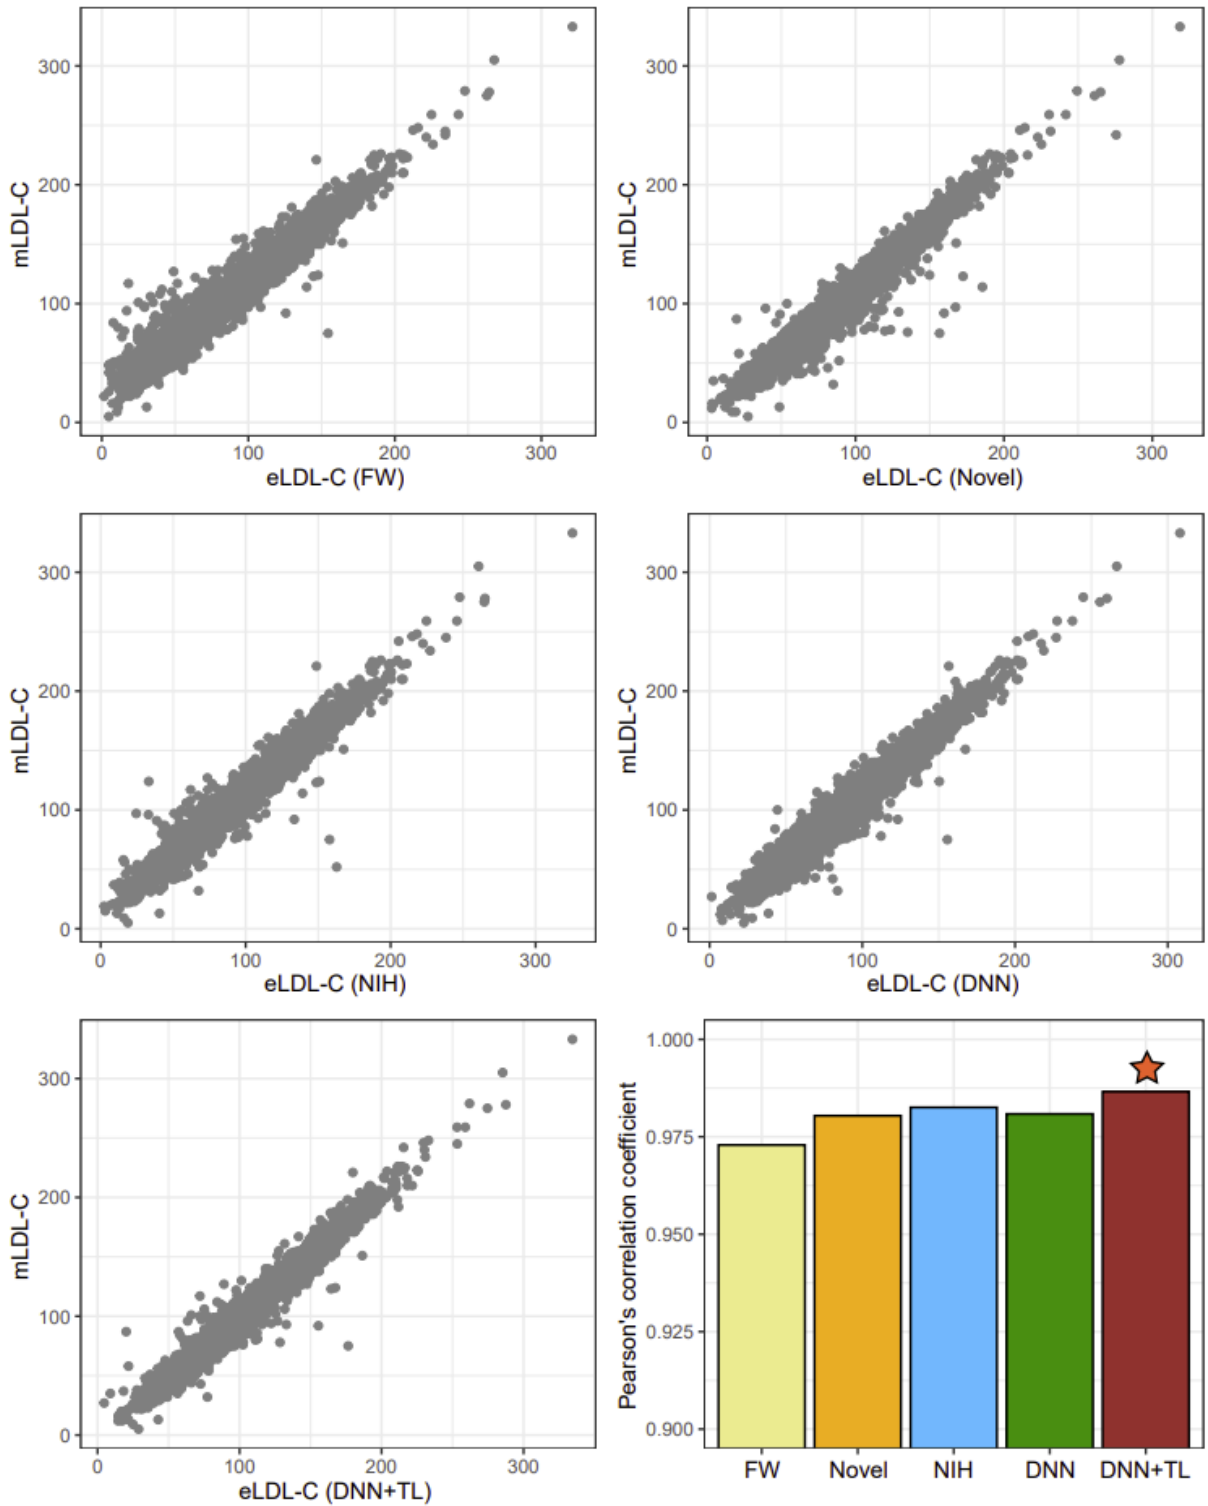 300
200
100
0
mLDL-C
0 100 200 300
eLDL-C (FW)
300
200
100
0
mLDL-C
0 100 200 300
eLDL-C (Novel)
300
200
100
0
mLDL-C
0 100 200 300
eLDL-C (NIH)
300
200
100
0
mLDL-C
0 100 200 300
eLDL-C (DNN)
300
200
100
0
mLDL-C
0 100 200 300
eLDL-C (DNN+TL)
1.000
0.975
0.950
0.925
0.900
Pearson's correlation coefficient
FW Novel NIH DNN DNN+TL